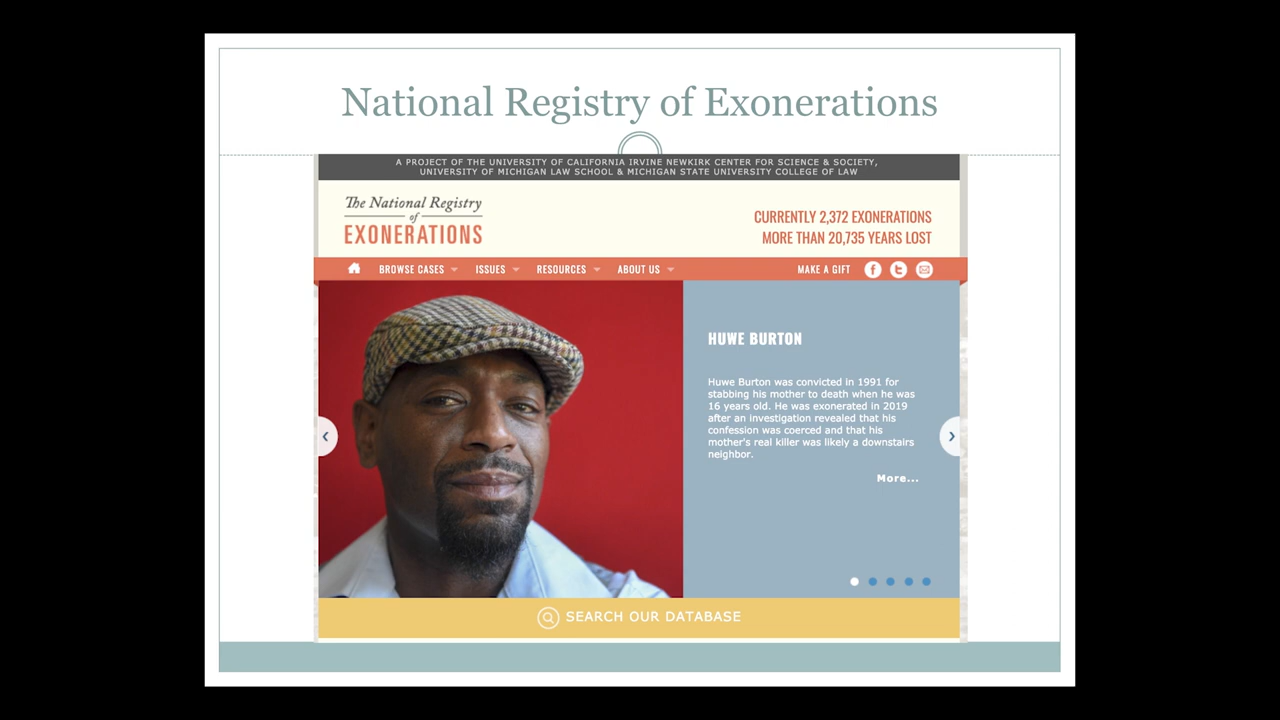 National Registry of Exonerations
A PROJECT OF THE UNIVERSITY OF CALIFORNIA IRVINE NEWKIRK CENTER FOR SCIENCE & SOCIETY,
UNIVERSITY OF MICHIGAN LAW SCHOOL & MICHIGAN STATE UNIVERSITY COLLEGE OF LAW
The National Registry
of
EXONERATIONS
CURRENTLY 2,372 EXONERATIONS
MORE THAN 20,735 YEARS LOST
BROWSE CASES ISSUES RESOURCES ABOUT US MAKE A GIFT
HUWE BURTON
Huwe Burton was convicted in 1991 for
stabbing his mother to death when he was
16 years old. He was exonerated in 2019
after an investigation revealed that his
confession was coerced and that his
mother's real killer was likely a downstairs
neighbor.
More...
SEARCH OUR DATABASE